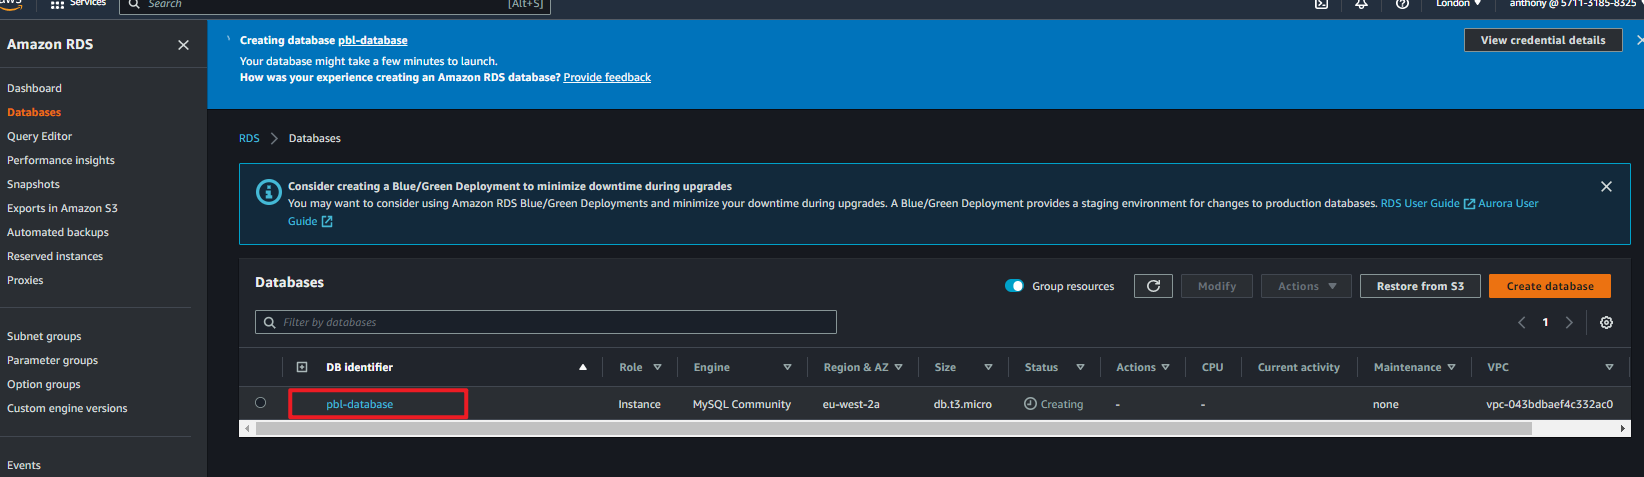 aws
Services
Search
[Alt+S]
London
anthony @ 5711-3185-8325
Amazon RDS
Dashboard
Databases
Query Editor
Performance insights
Snapshots
Exports in Amazon S3
Automated backups
Reserved instances
Proxies
Subnet groups
Parameter groups
Option groups
Custom engine versions
Events
Creating database pbl-database
Your database might take a few minutes to launch.
How was your experience creating an Amazon RDS database? Provide feedback
View credential details
RDS > Databases
Consider creating a Blue/Green Deployment to minimize downtime during upgrades
You may want to consider using Amazon RDS Blue/Green Deployments and minimize your downtime during upgrades. A Blue/Green Deployment provides a staging environment for changes to production databases. RDS User Guide Aurora User
Guide
Databases
Group resources
Modify
Actions
Restore from S3
Create database
Filter by databases
1
DB identifier Role Engine Region & AZ Size Status Actions CPU Current activity Maintenance VPC
pbl-database Instance MySQL Community eu-west-2a db.t3.micro Creating - - none vpc-043bdbaef4c332ac0